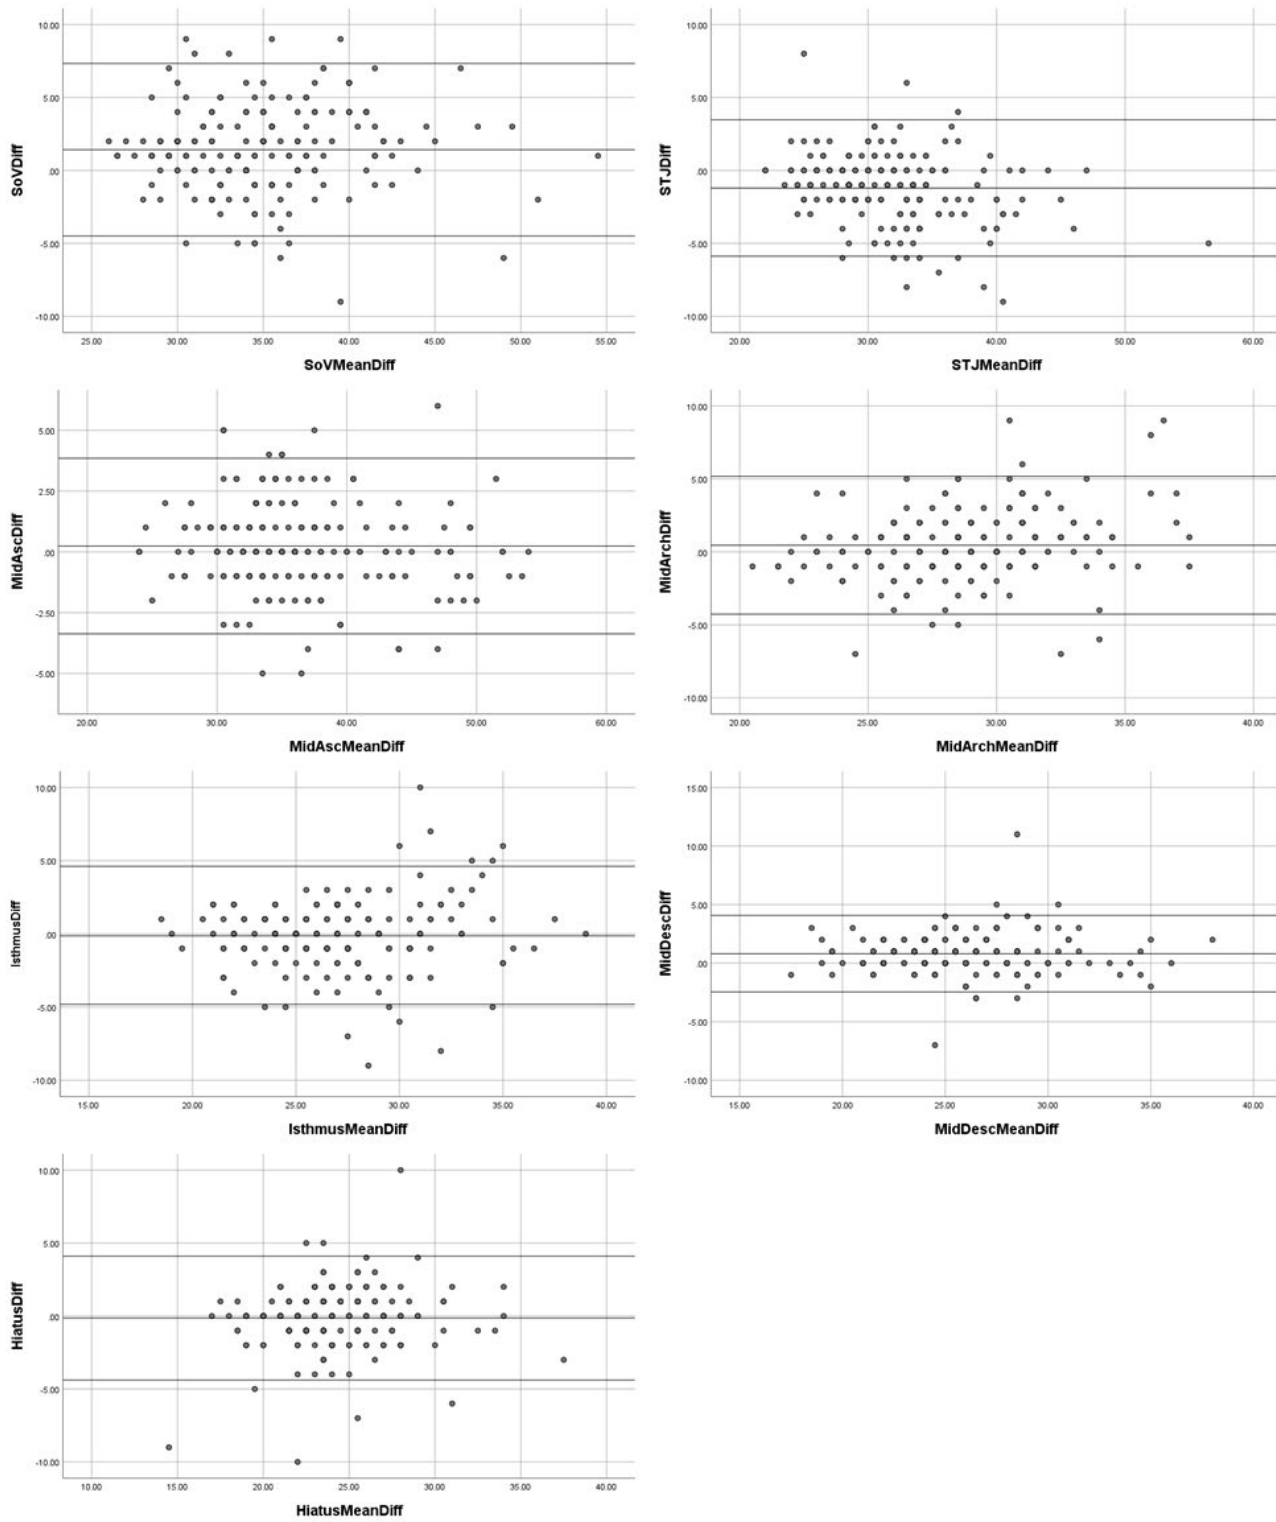 10.00
5.00
.00
-5.00
-10.00
SoVDiff
25.00 30.00 35.00 40.00 45.00 50.00 55.00
SoVMeanDiff
10.00
5.00
.00
-5.00
-10.00
STJDiff
20.00 30.00 40.00 50.00 60.00
STJMeanDiff
5.00
2.50
.00
-2.50
-5.00
MidAscDiff
20.00 30.00 40.00 50.00 60.00
MidAscMeanDiff
10.00
5.00
.00
-5.00
-10.00
MidArchDiff
20.00 25.00 30.00 35.00 40.00
MidArchMeanDiff
10.00
5.00
.00
-5.00
-10.00
IsthmusDiff
15.00 20.00 25.00 30.00 35.00 40.00
IsthmusMeanDiff
15.00
10.00
5.00
.00
-5.00
-10.00
MidDescDiff
15.00 20.00 25.00 30.00 35.00 40.00
MidDescMeanDiff
10.00
5.00
.00
-5.00
-10.00
HiatusDiff
10.00 15.00 20.00 25.00 30.00 35.00 40.00
HiatusMeanDiff